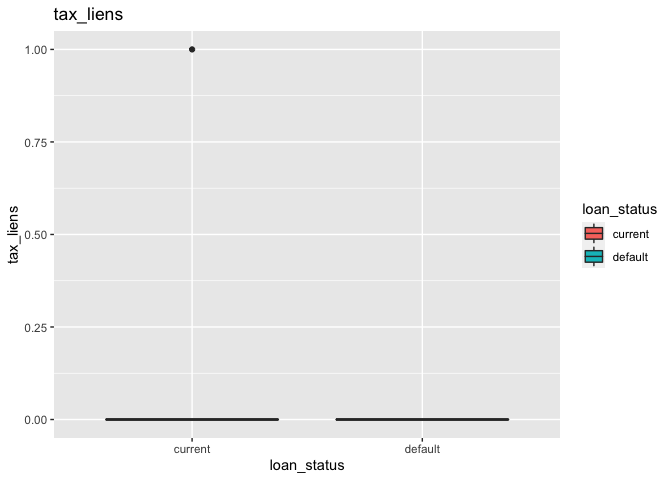 tax_liens
1.00
0.75
0.50
0.25
0.00
tax_liens
current
default
loan_status
loan_status
current
default